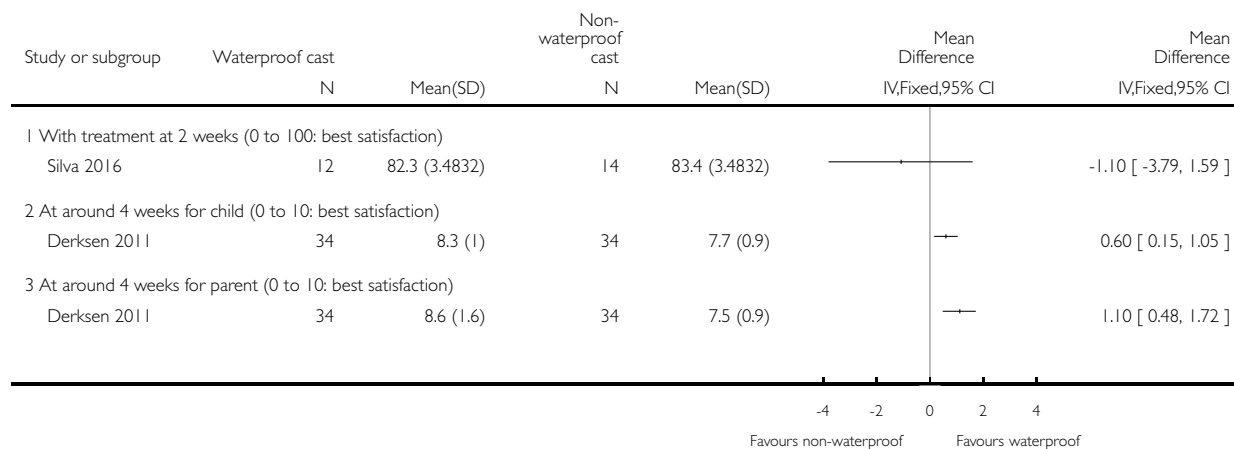 Study or subgroup Waterproof cast Non-waterproof cast Mean Difference Mean Difference
N Mean(SD) N Mean(SD) IV,Fixed,95% CI IV,Fixed,95% CI
1 With treatment at 2 weeks (0 to 100: best satisfaction)
Silva 2016 12 82.3 (3.4832) 14 83.4 (3.4832) -1.10 [ -3.79, 1.59 ]
2 At around 4 weeks for child (0 to 10: best satisfaction)
Derksen 2011 34 8.3 (1) 34 7.7 (0.9) 0.60 [ 0.15, 1.05 ]
3 At around 4 weeks for parent (0 to 10: best satisfaction)
Derksen 2011 34 8.6 (1.6) 34 7.5 (0.9) 1.10 [ 0.48, 1.72 ]
-4 -2 0 2 4
Favours non-waterproof Favours waterproof